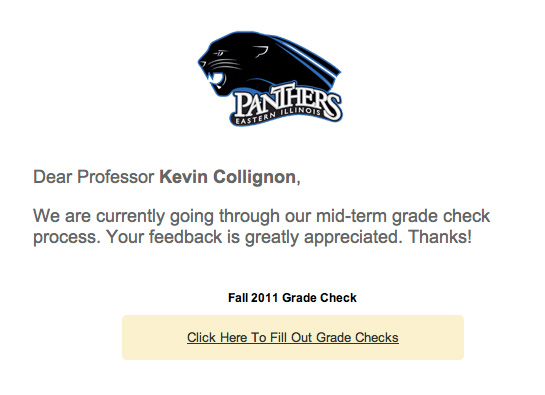 PANTHERS
EASTERN ILLINOIS
Dear Professor Kevin Collignon,
We are currently going through our mid-term grade check
process. Your feedback is greatly appreciated. Thanks!
Fall 2011 Grade Check
Click Here To Fill Out Grade Checks